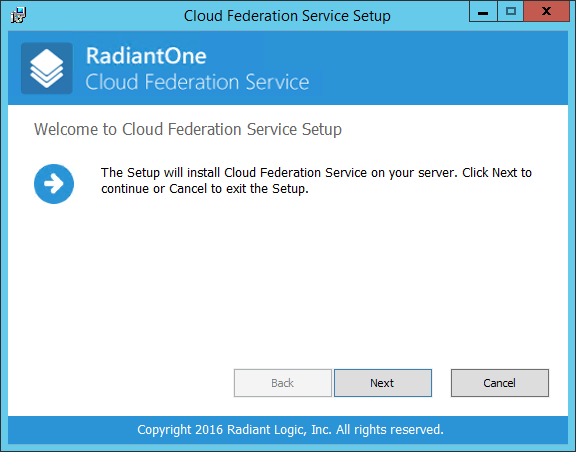 Cloud Federation Service Setup
RadiantOne
Cloud Federation Service
Welcome to Cloud Federation Service Setup
The Setup will install Cloud Federation Service on your server. Click Next to
continue or Cancel to exit the Setup.
Back
Next
Cancel
Copyright 2016 Radiant Logic, Inc. All rights reserved.